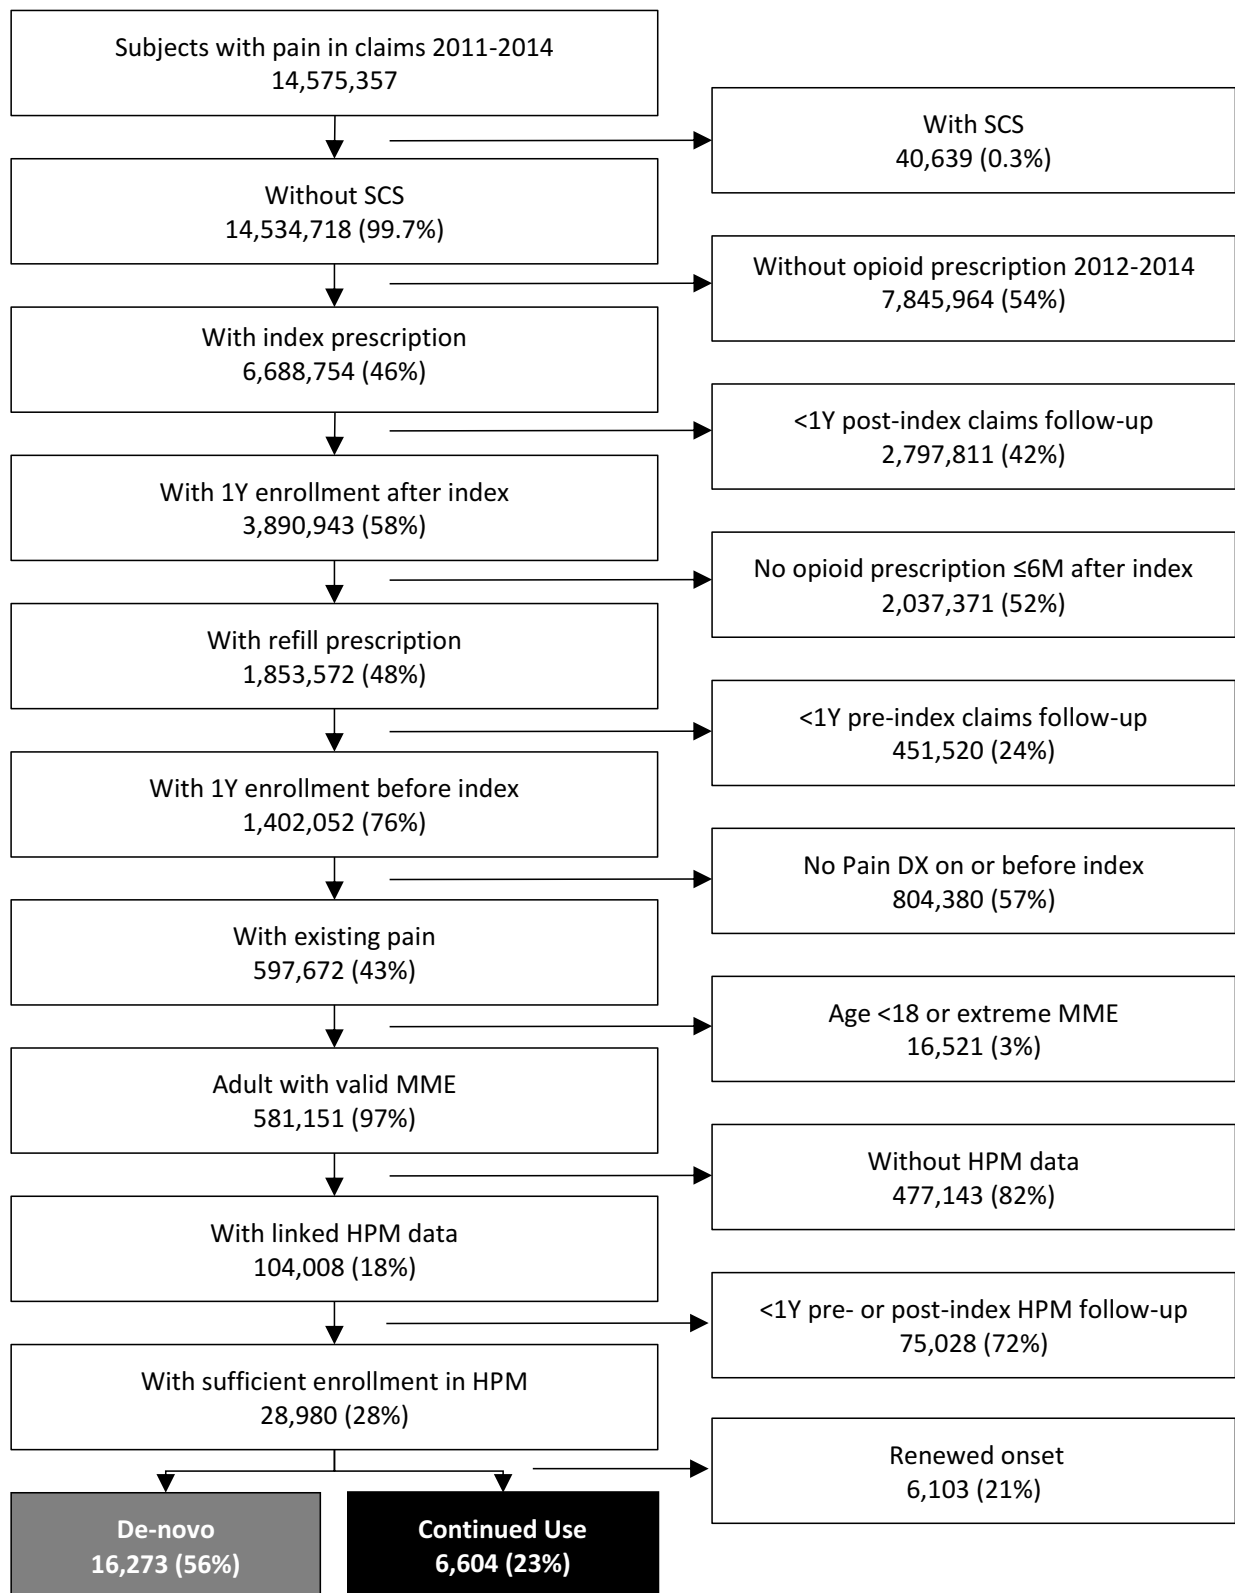 Subjects with pain in claims 2011-2014
14,575,357
With SCS
40,639 (0.3%)
Without SCS
14,534,718 (99.7%)
Without opioid prescription 2012-2014
7,845,964 (54%)
With index prescription
6,688,754 (46%)
<1Y post-index claims follow-up
2,797,811 (42%)
With 1Y enrollment after index
3,890,943 (58%)
No opioid prescription ≤6M after index
2,037,371 (52%)
With refill prescription
1,853,572 (48%)
<1Y pre-index claims follow-up
451,520 (24%)
With 1Y enrollment before index
1,402,052 (76%)
No Pain DX on or before index
804,380 (57%)
With existing pain
597,672 (43%)
Age <18 or extreme MME
16,521 (3%)
Adult with valid MME
581,151 (97%)
Without HPM data
477,143 (82%)
With linked HPM data
104,008 (18%)
<1Y pre- or post-index HPM follow-up
75,028 (72%)
With sufficient enrollment in HPM
28,980 (28%)
Renewed onset
6,103 (21%)
De-novo
16,273 (56%)
Continued Use
6,604 (23%)